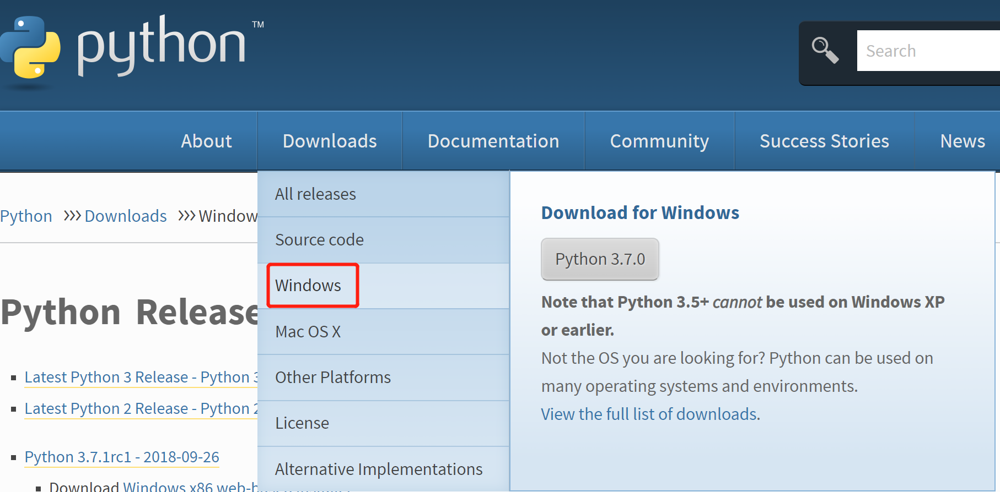 python™
Search
About Downloads Documentation Community Success Stories News
Python >>> Downloads >>> Window
All releases
Source code
Windows
Mac OS X
Other Platforms
License
Alternative Implementations
Download for Windows
Python 3.7.0
Note that Python 3.5+ cannot be used on Windows XP
or earlier.
Not the OS you are looking for? Python can be used on
many operating systems and environments.
View the full list of downloads.
Python Release
Latest Python 3 Release - Python 3
Latest Python 2 Release - Python 2
Python 3.7.1rc1 - 2018-09-26
Download Windows x86